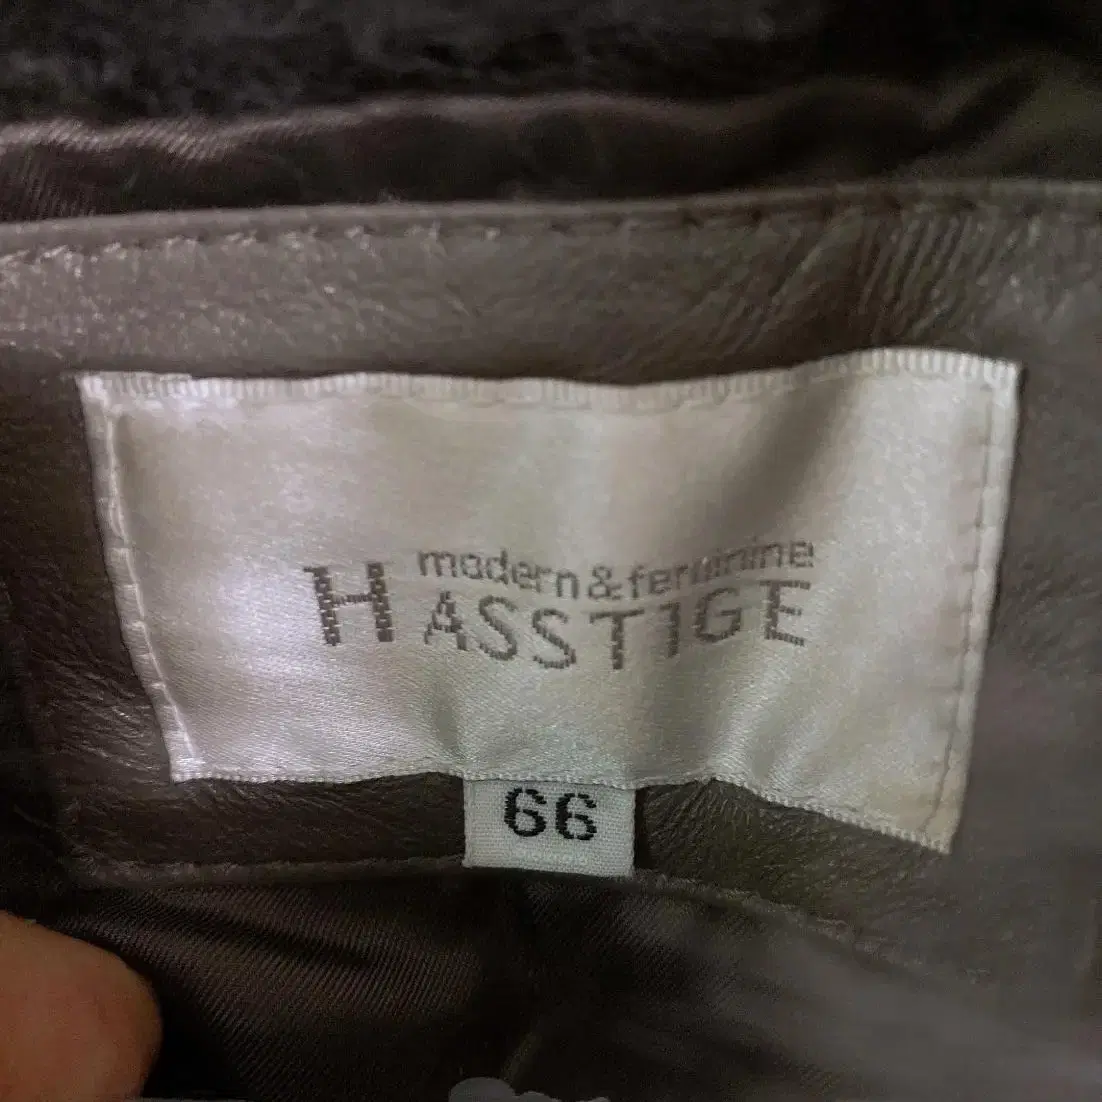 modern & feminine
HASSTIGE
66